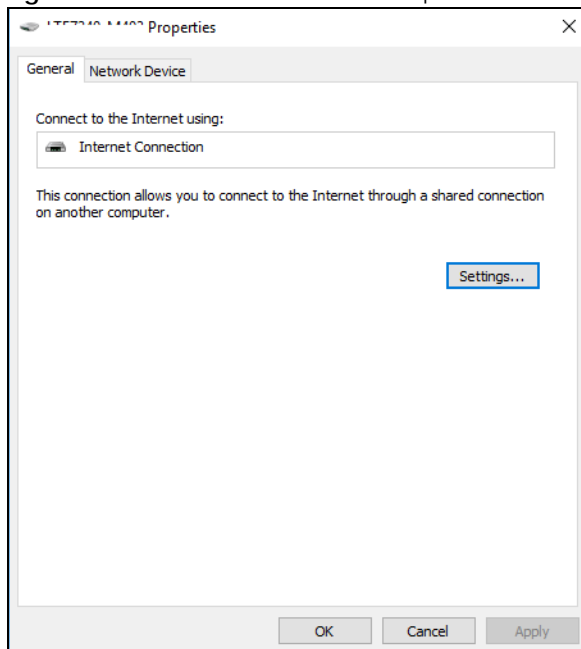 Properties
General Network Device
Connect to the Internet using:
Internet Connection
This connection allows you to connect to the Internet through a shared connection
on another computer.
Settings...
OK Cancel Apply